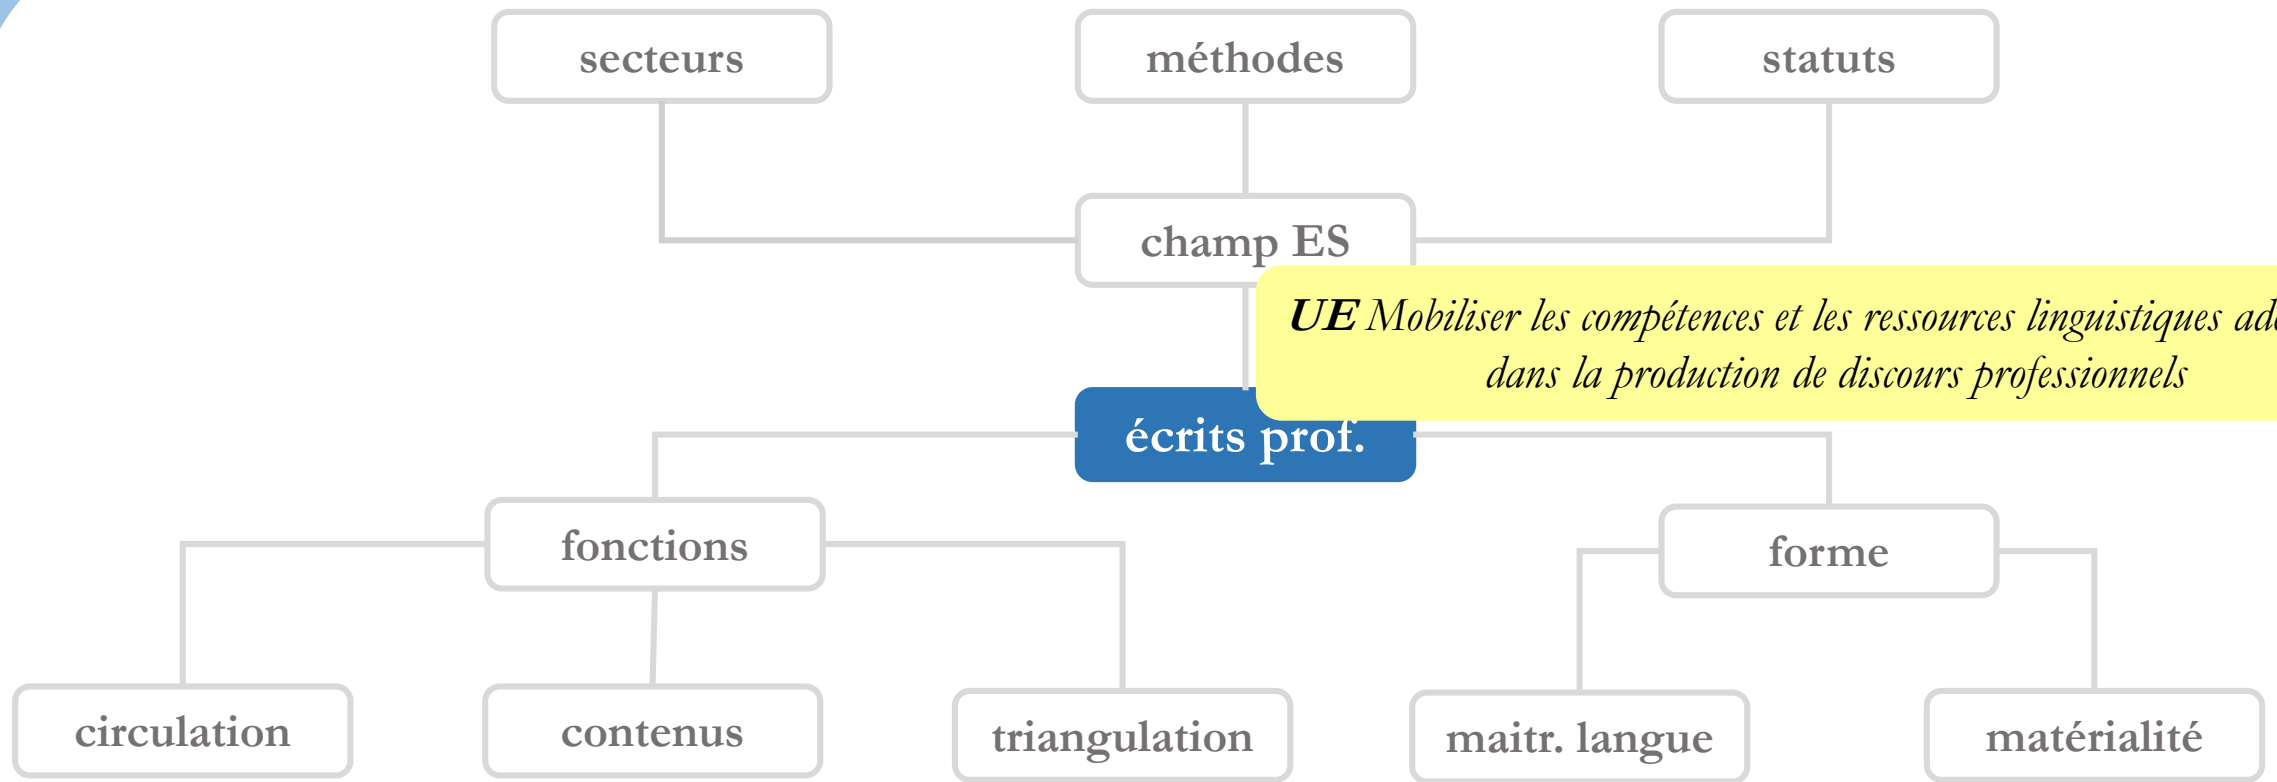 secteurs
méthodes
statuts
champ ES
UE Mobiliser les compétences et les ressources linguistiques
dans la production de discours professionnels
écrits prof.
fonctions
forme
circulation
contenus
triangulation
maitr. langue
matérialité